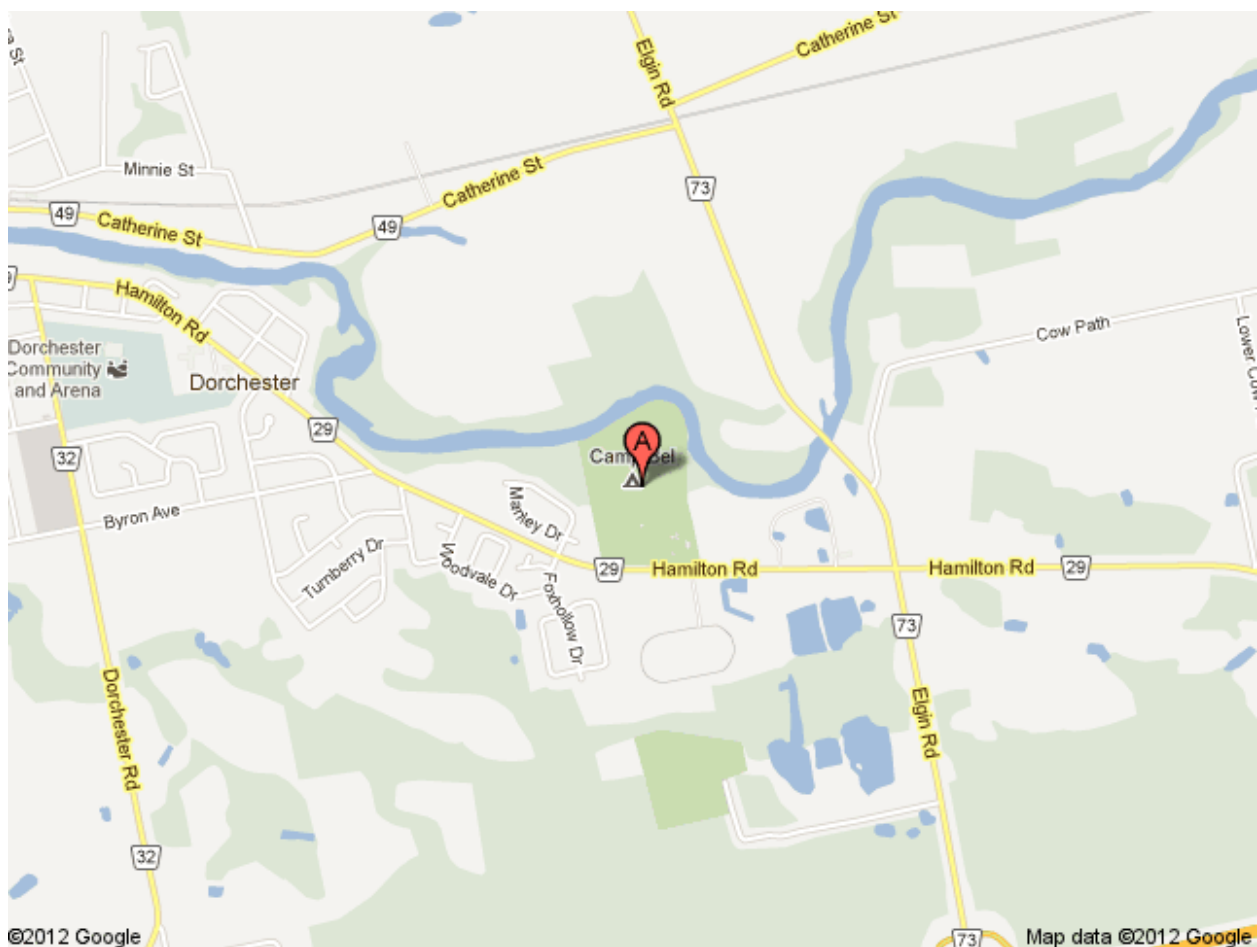 Elgin Rd
Catherine St
Minnie St
73
Catherine St
49
Catherine St
49
Hamilton Rd
Cow Path
Dorchester
Community
and Arena
Dorchester
29
A
32
Byron Ave
Manley Dr
Turnberry Dr
Woodvale Dr
Foxhollow Dr
29
Hamilton Rd
Hamilton Rd
29
73
Dorchester Rd
Elgin Rd
32
73
©2012 Google
Map data ©2012 Google